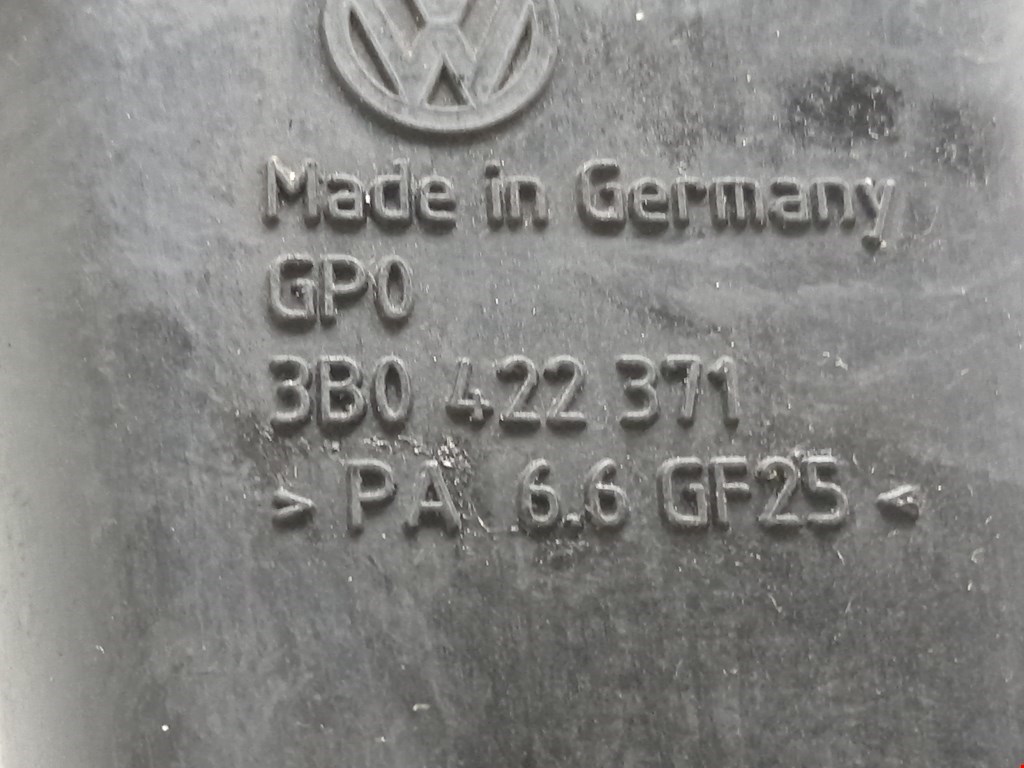 Made in Germany
GP0
3B0 422 371
> PA 6.6 GF25 <